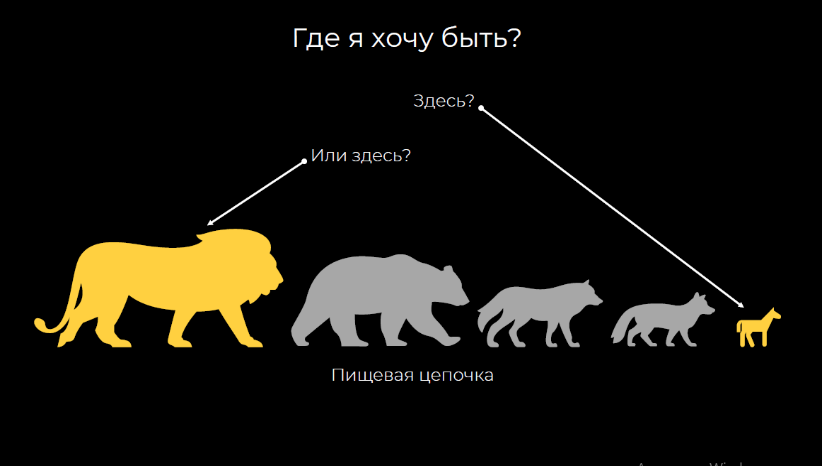 Где я хочу быть?
Здесь?
Или здесь?
Пищевая цепочка